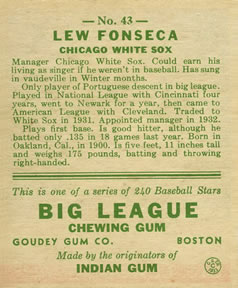 — No. 43 —
LEW FONSECA
CHICAGO WHITE SOX
Manager Chicago White Sox. Could earn his
living as singer if he weren't in baseball. Has sung
in vaudeville in Winter months.
Only player of Portuguese descent in big league.
Played in National League with Cincinnati four
years, went to Newark for a year, then came to
American League with Cleveland. Traded to
White Sox in 1931. Appointed manager in 1932.
Plays first base. Is good hitter, although he
batted only .135 in 18 games last year. Born in
Oakland, Cal., in 1900. Is five feet, 11 inches tall
and weighs 175 pounds, batting and throwing
right-handed.
This is one of a series of 240 Baseball Stars
BIG LEAGUE
CHEWING GUM
GOUDEY GUM CO. BOSTON
Made by the originators of
INDIAN GUM